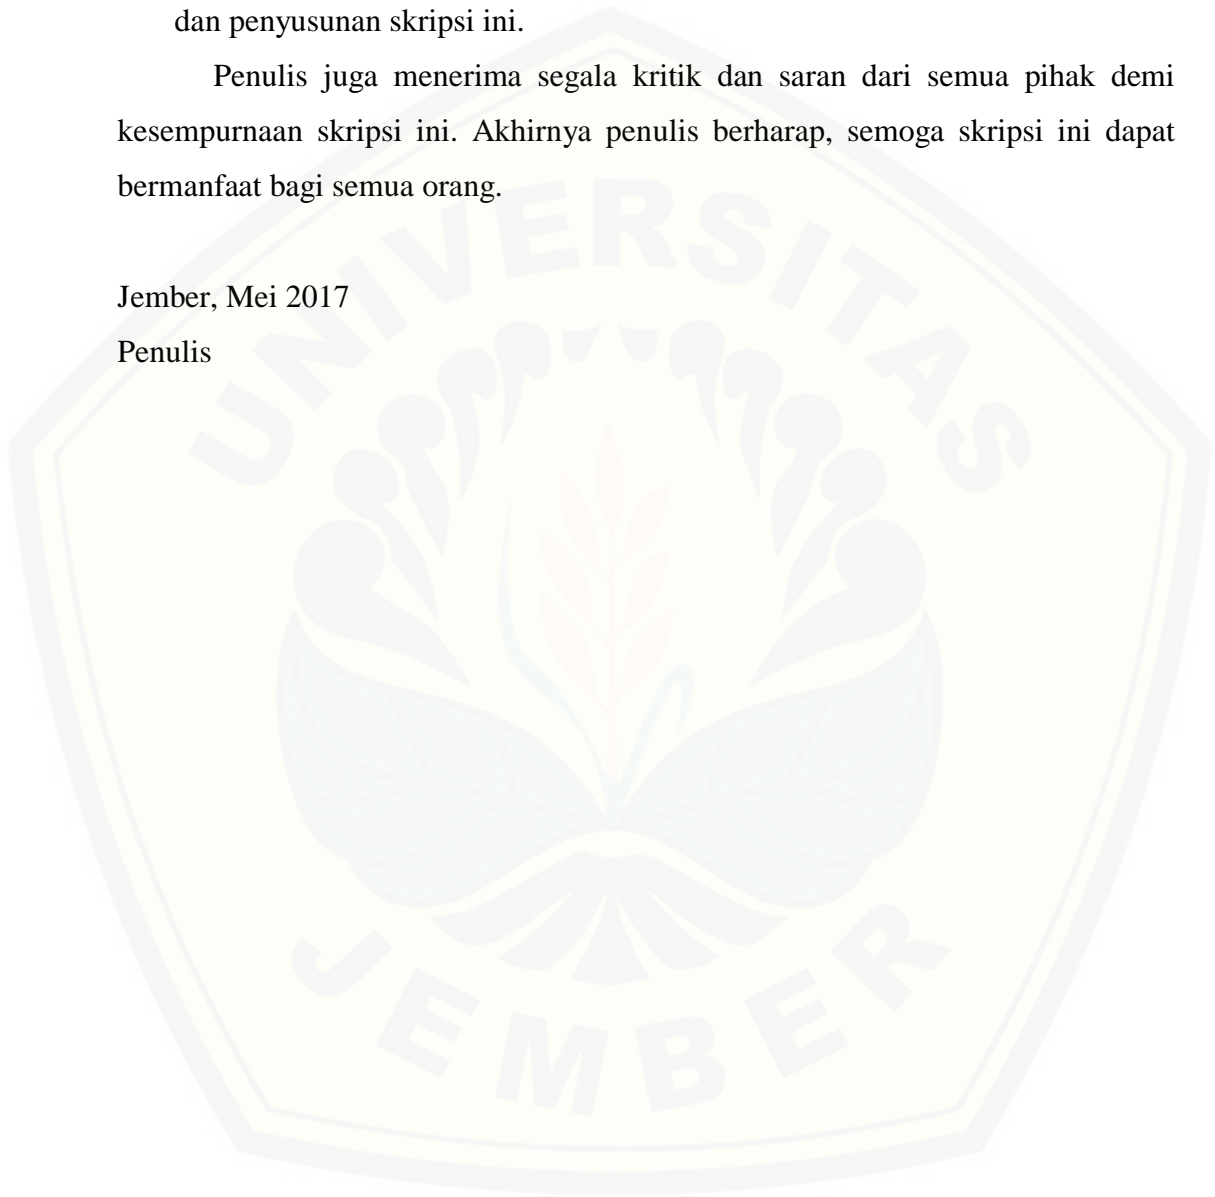 dan penyusunan skripsi ini.
Penulis juga menerima segala kritik dan saran dari semua pihak demi
kesempurnaan skripsi ini. Akhirnya penulis berharap, semoga skripsi ini dapat
bermanfaat bagi semua orang.
UNIVERSITAS
Jember, Mei 2017
Penulis
JEMBER